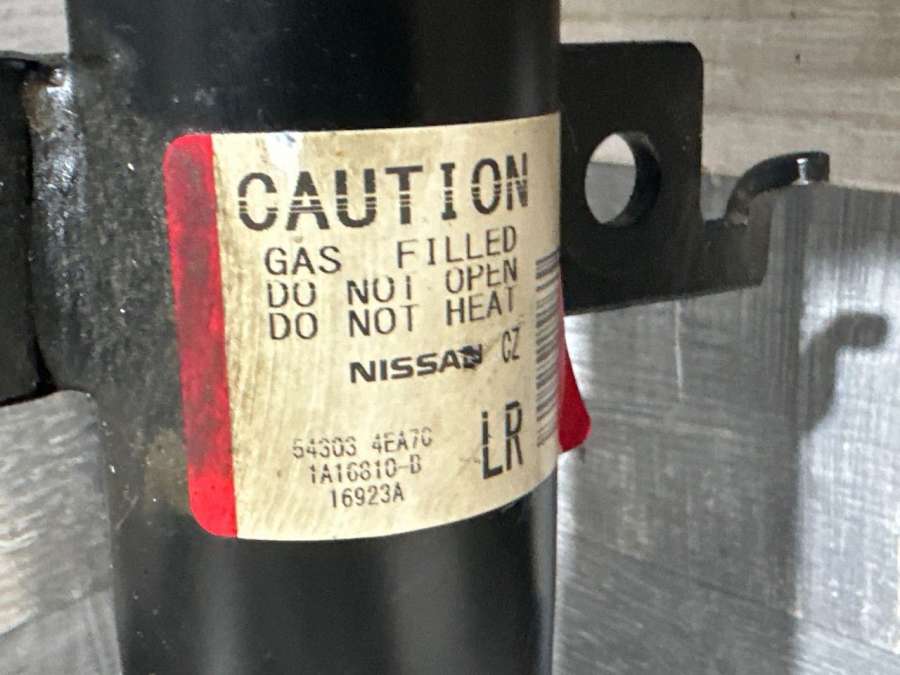 CAUTION
GAS FILLED
DO NOT OPEN
DO NOT HEAT
NISSAN CZ
LR
54303 4EA7C
1A16810-B
16923A